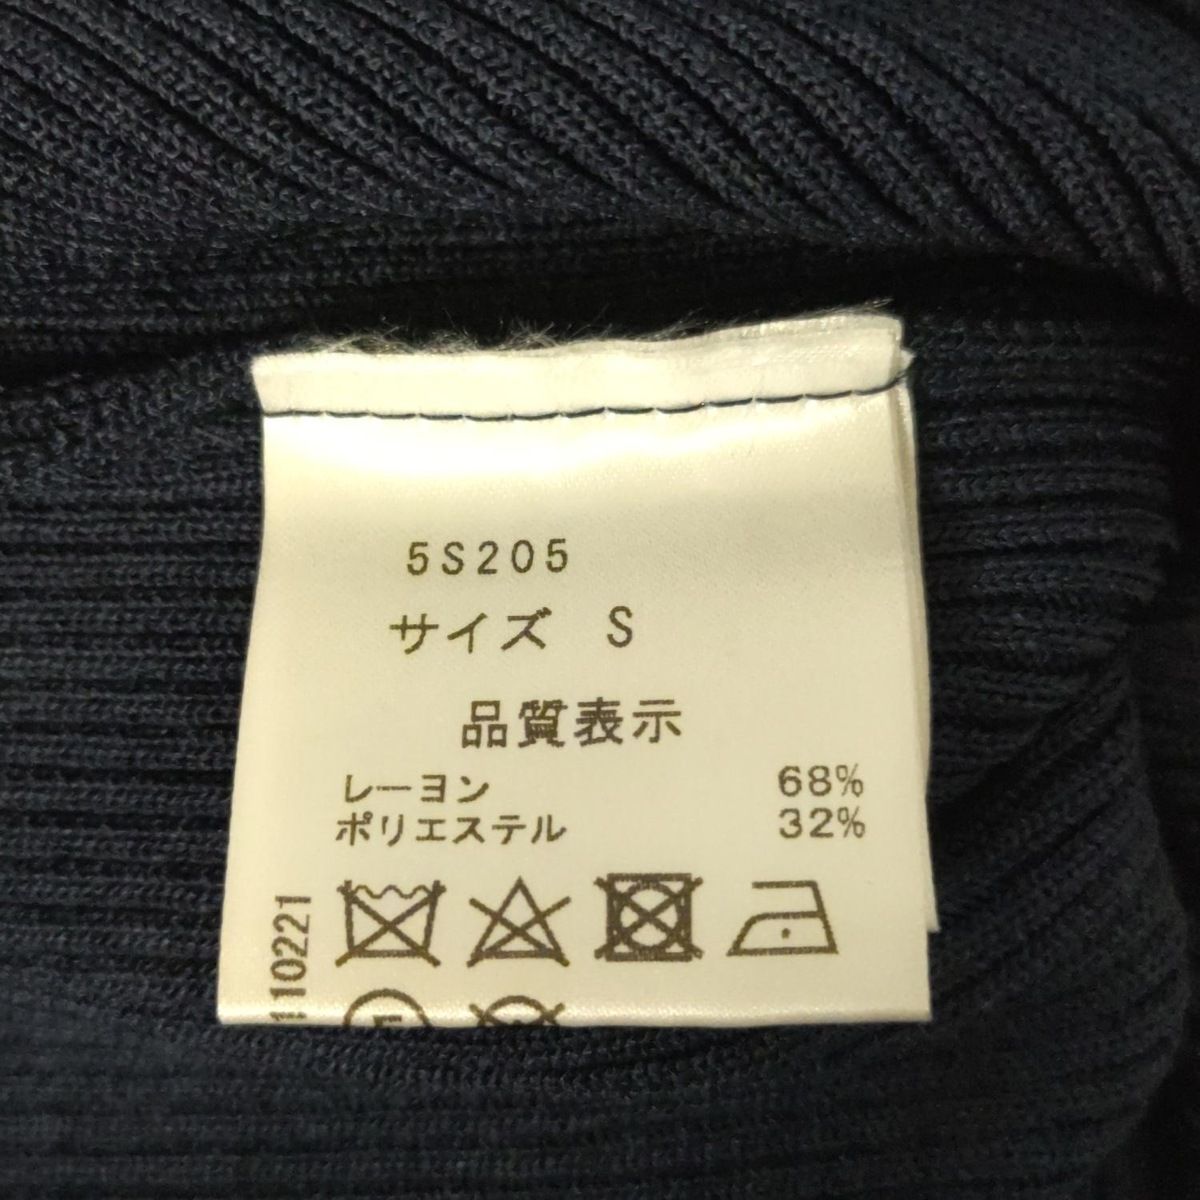 5S205
サイズ S
品質表示
レーヨン 68%
ポリエステル 32%
110221